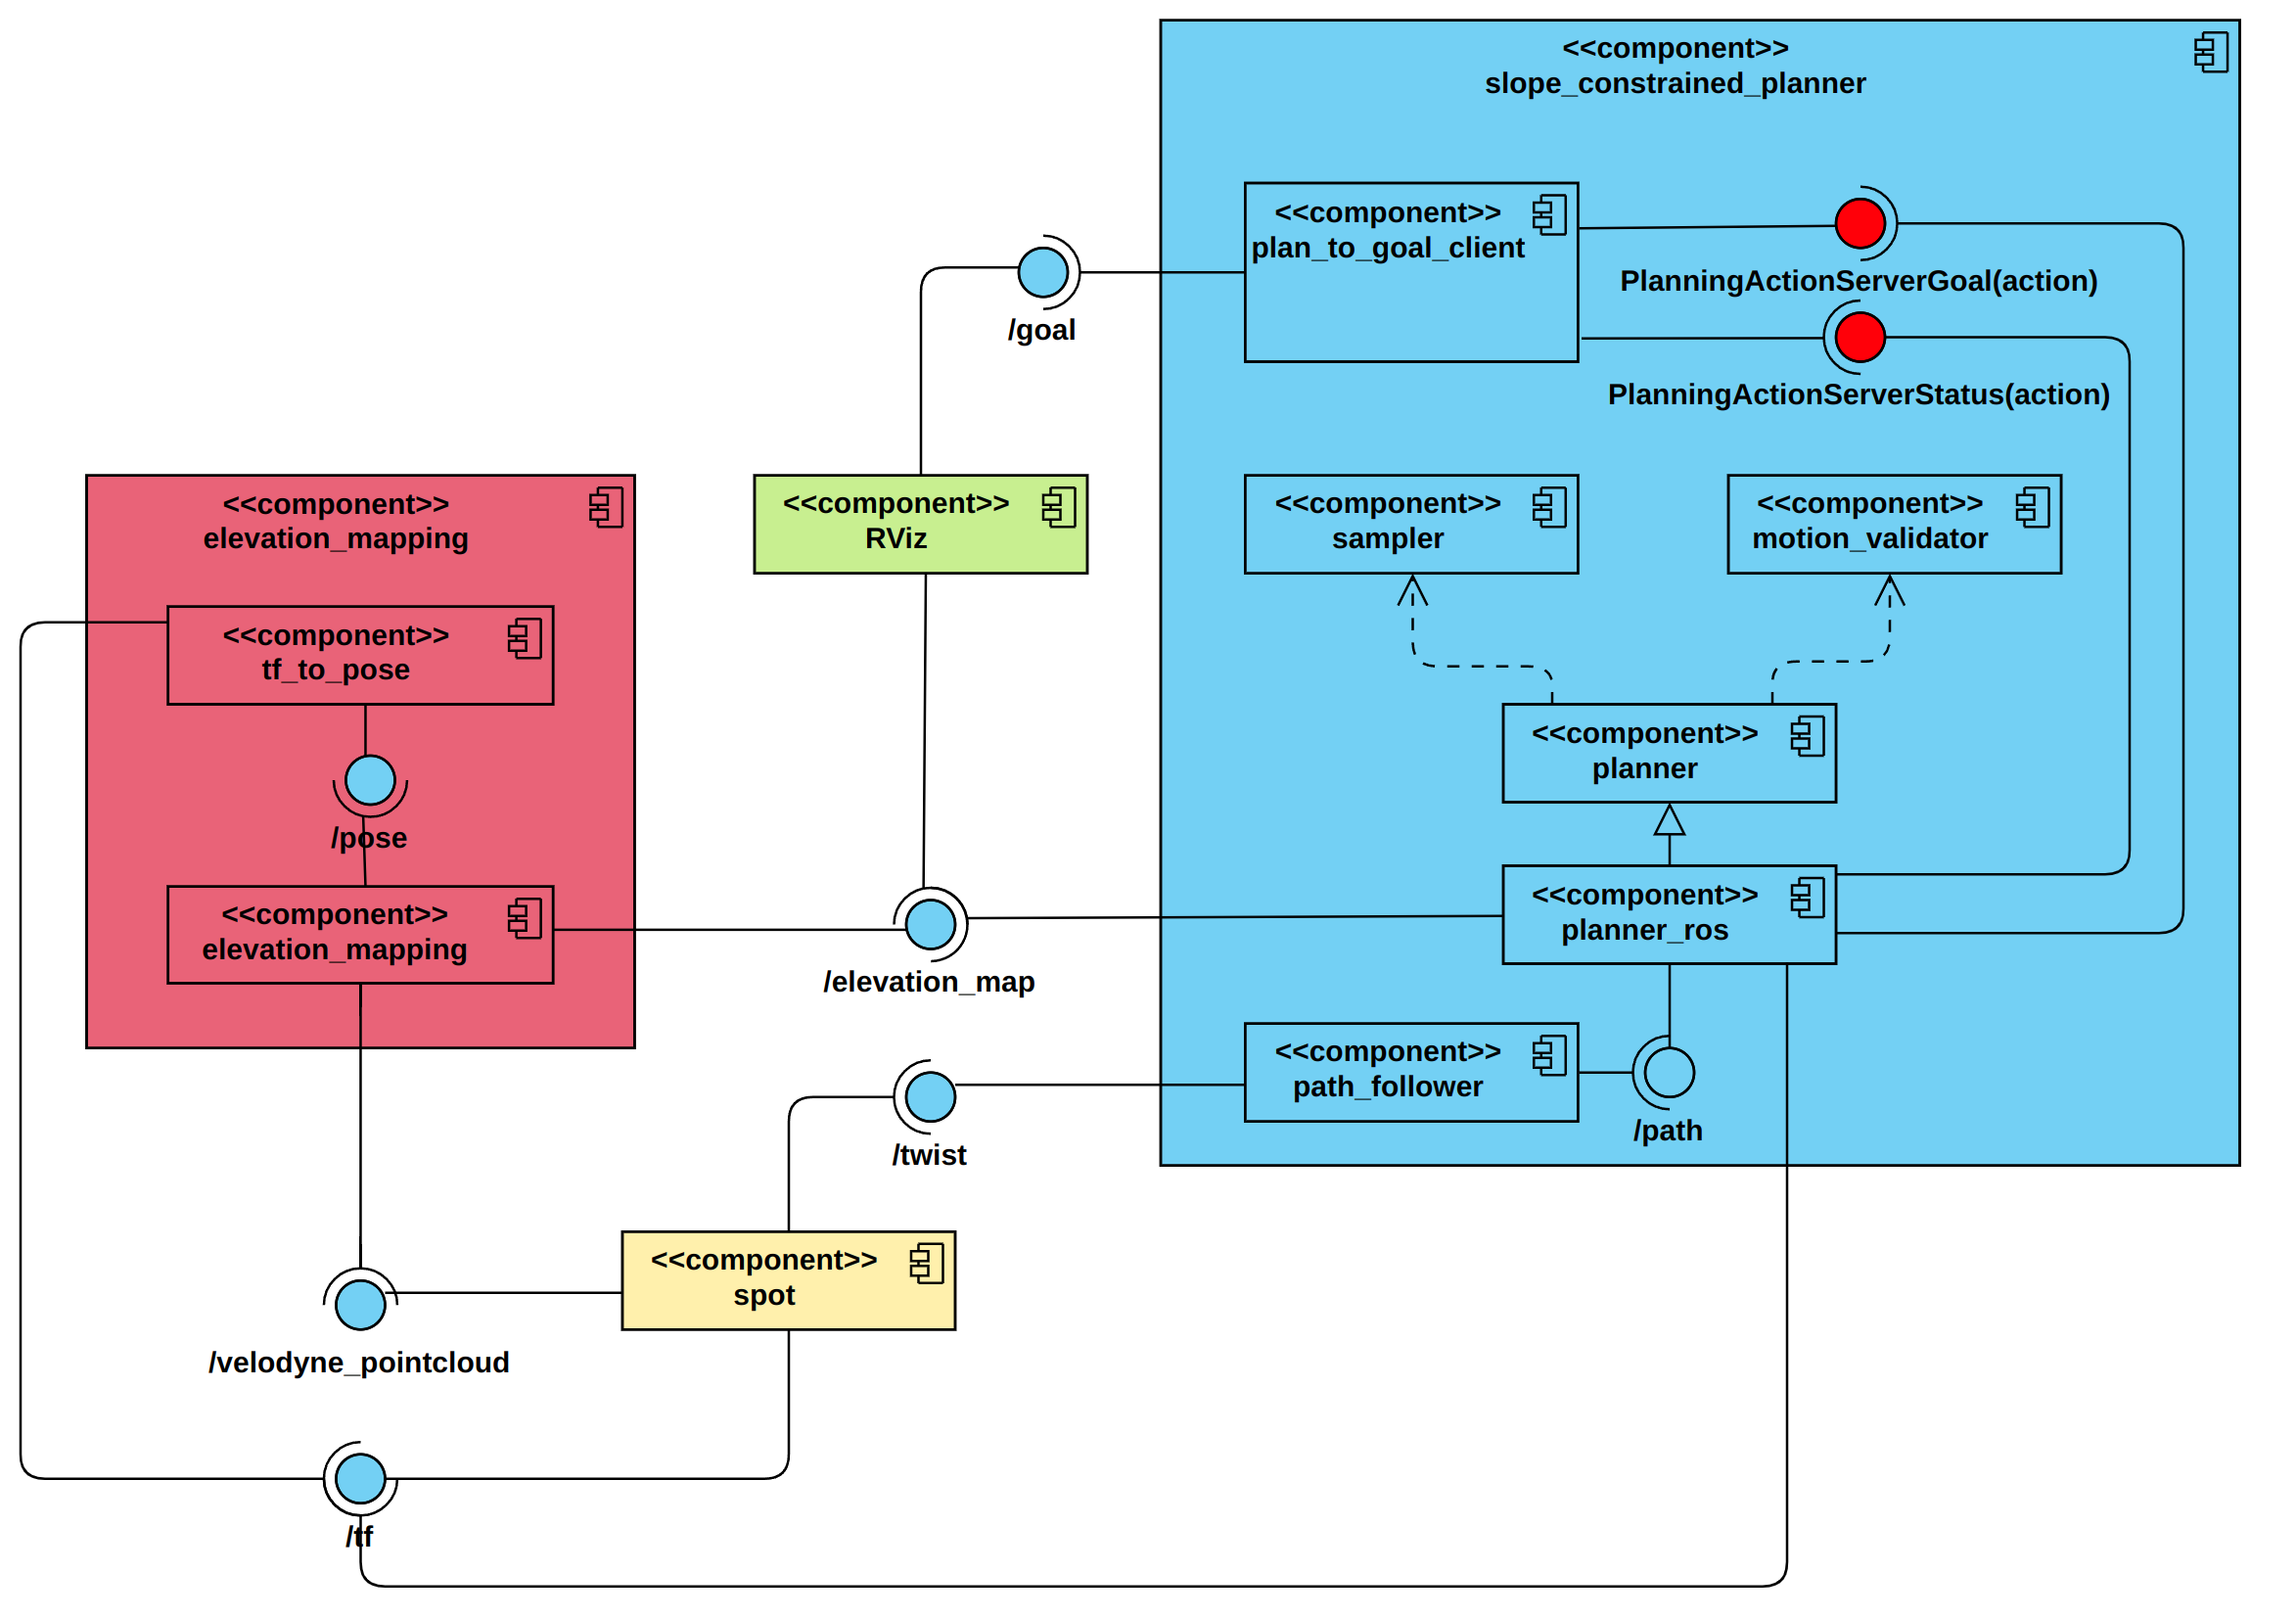 <<component>>
slope_constrained_planner
<<component>>
plan_to_goal_client
PlanningActionServerGoal(action)
/goal
PlanningActionServerStatus(action)
<<component>>
elevation_mapping
<<component>>
RViz
<<component>>
sampler
<<component>>
motion_validator
<<component>>
tf_to_pose
<<component>>
planner
/pose
<<component>>
elevation_mapping
<<component>>
planner_ros
/elevation_map
<<component>>
path_follower
/path
/twist
<<component>>
spot
/velodyne_pointcloud
/tf